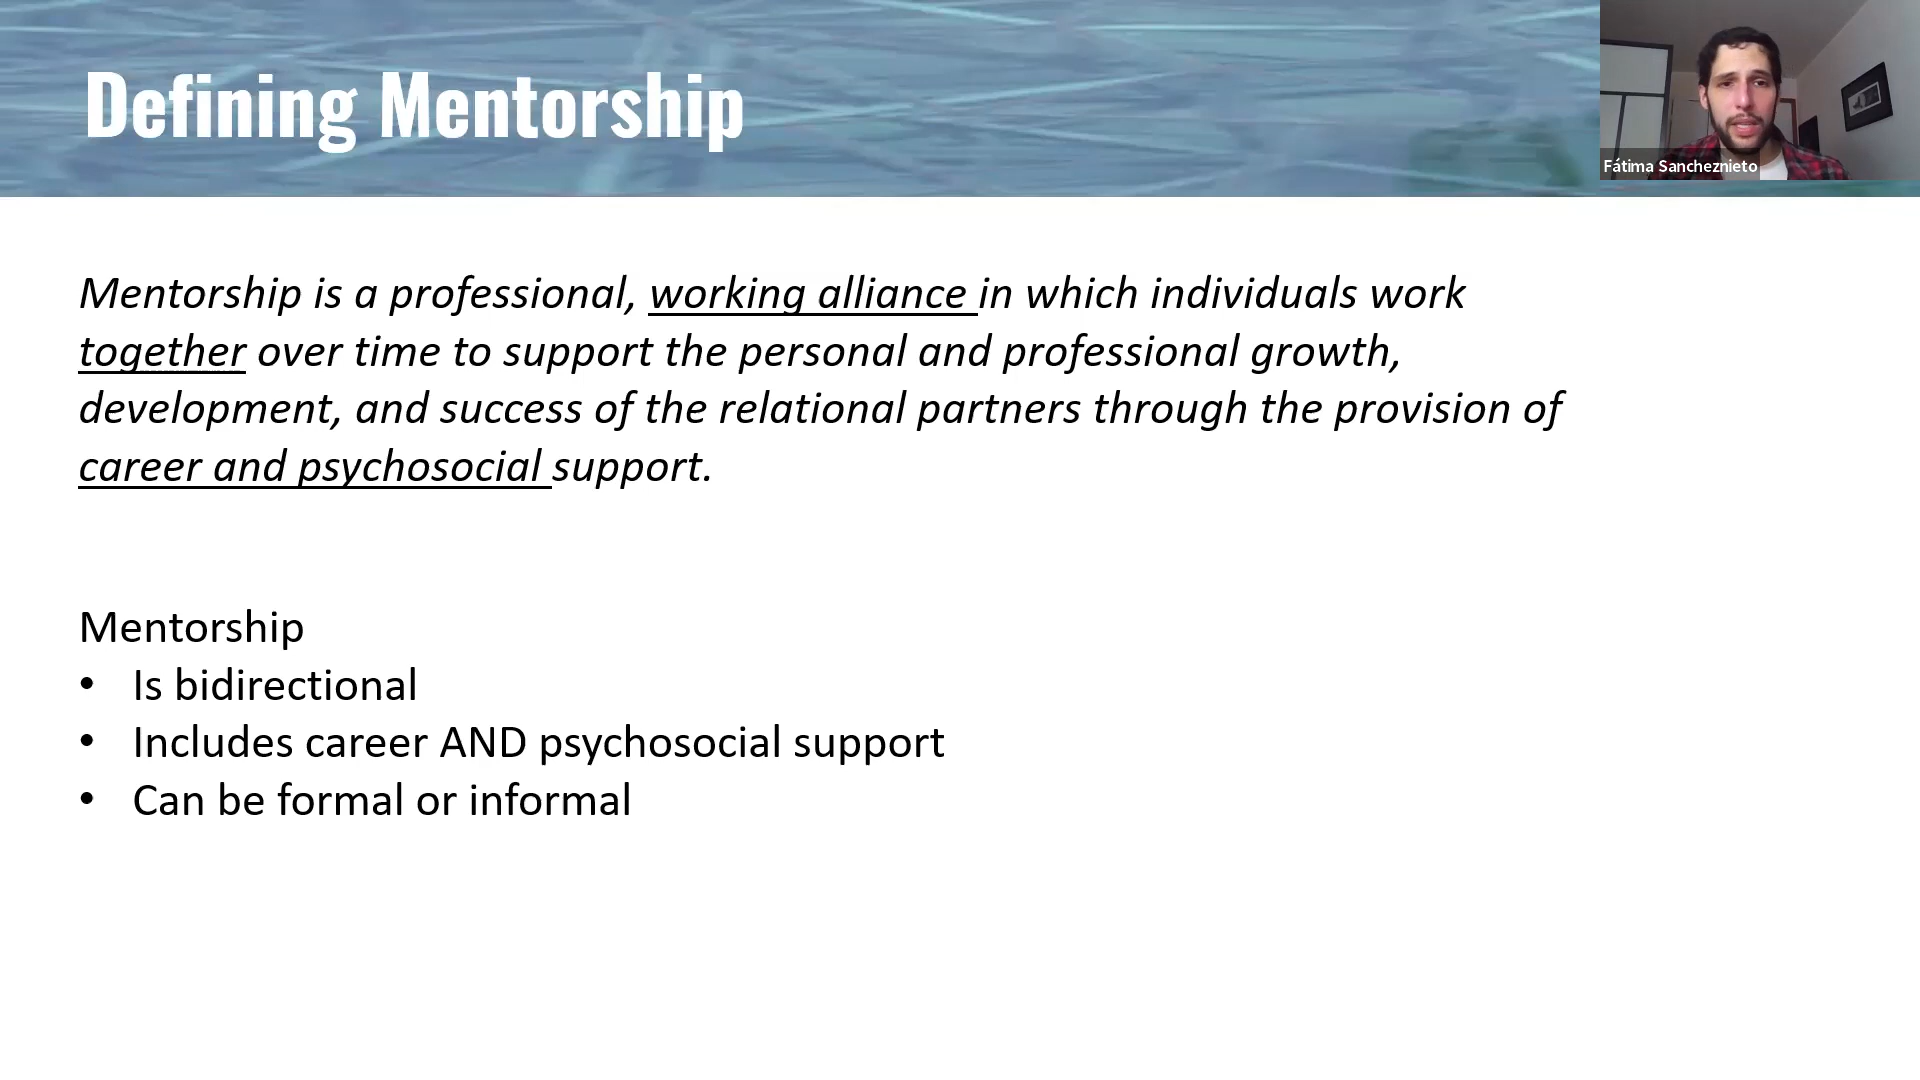 Defining Mentorship
Fátima Sancheznieto
Mentorship is a professional, working alliance in which individuals work
together over time to support the personal and professional growth,
development, and success of the relational partners through the provision of
career and psychosocial support.
Mentorship
• Is bidirectional
• Includes career AND psychosocial support
• Can be formal or informal